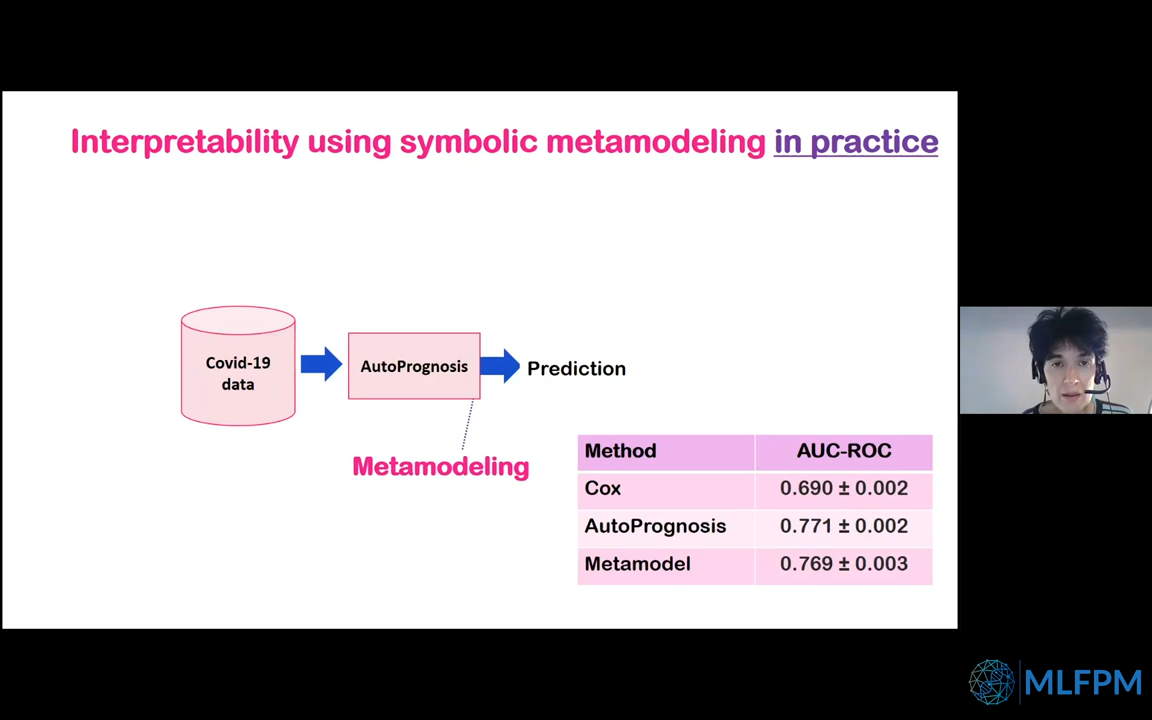 Interpretability using symbolic metamodeling in practice
Covid-19
data
AutoPrognosis
Prediction
Metamodeling
Method AUC-ROC
Cox 0.690 ± 0.002
AutoPrognosis 0.771 ± 0.002
Metamodel 0.769 ± 0.003
MLFPM